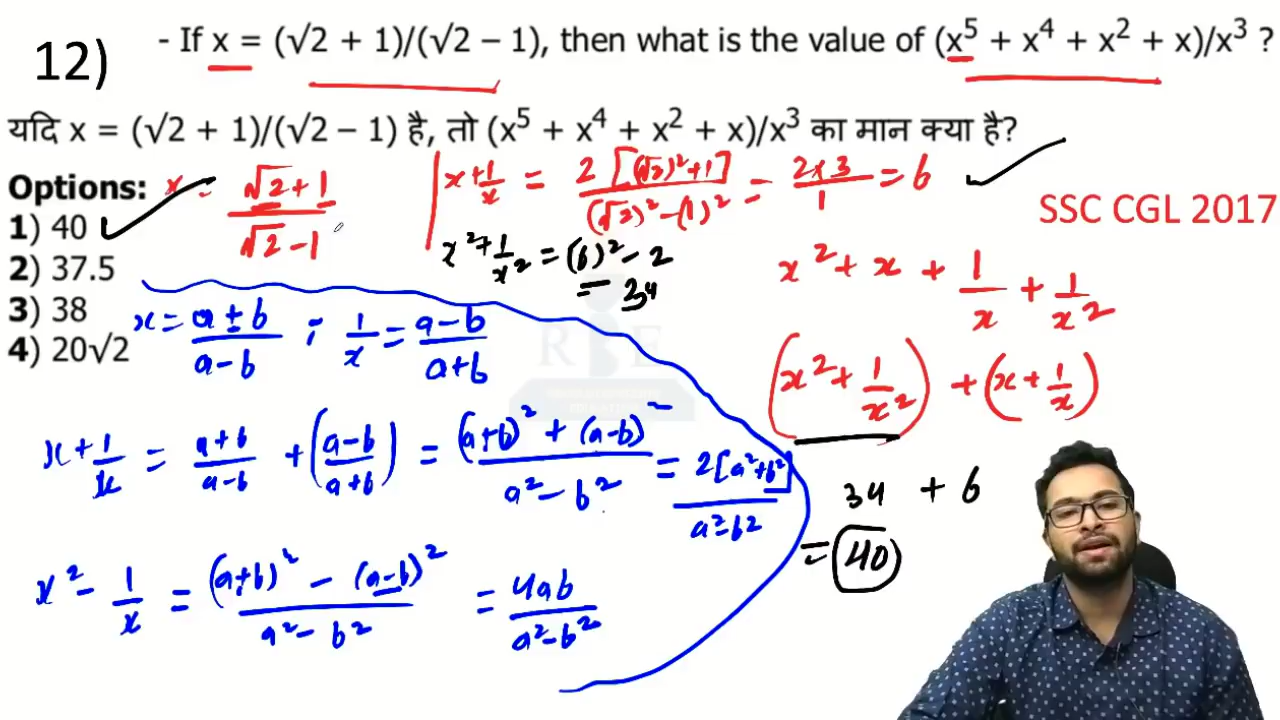 12)
- If x = (√2 + 1)/(√2 − 1), then what is the value of (x⁵ + x⁴ + x² + x)/x³ ?
यदि x = (√2 + 1)/(√2 − 1) है, तो (x⁵ + x⁴ + x² + x)/x³ का मान क्या है?
Options:
1) 40
2) 37.5
3) 38
4) 20√2
SSC CGL 2017
x = (√2 + 1)/(√2 − 1)
x + 1/x = 2[(√2)² + 1]/((√2)² − (1)²) = 2×3/1 = 6
x² + 1/x² = (6)² − 2
= 34
x = (a + b)/(a − b) ; 1/x = (a − b)/(a + b)
x + 1/x = (a + b)/(a − b) + ((a − b)/(a + b)) = ((a + b)² + (a − b)²)/(a² − b²) = 2[a² + b²]/(a² − b²)
x² − 1/x = ((a + b)² − (a − b)²)/(a² − b²) = 4ab/(a² − b²)
x² + x + 1/x + 1/x²
(x² + 1/x²) + (x + 1/x)
34 + 6
= 40